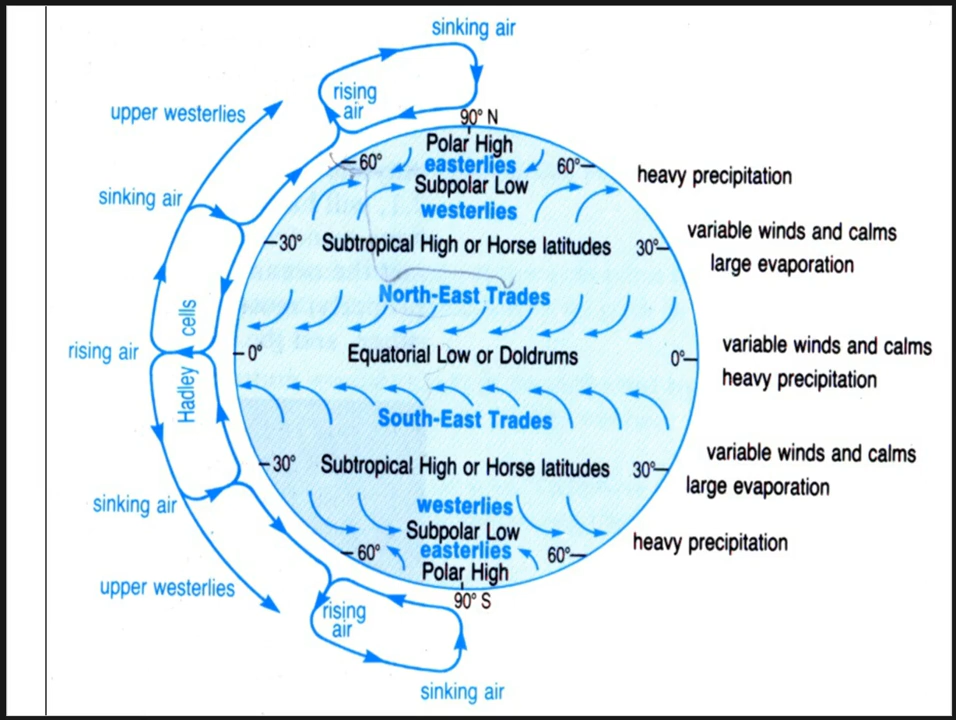 sinking air
rising
air
upper westerlies
90° N
Polar High
60°
easterlies
60°
heavy precipitation
Subpolar Low
sinking air
westerlies
variable winds and calms
30°
Subtropical High or Horse latitudes
30°
large evaporation
North-East Trades
Hadley cells
rising air
0°
Equatorial Low or Doldrums
0°
variable winds and calms
heavy precipitation
South-East Trades
variable winds and calms
30°
Subtropical High or Horse latitudes
30°
large evaporation
sinking air
westerlies
Subpolar Low
heavy precipitation
60°
easterlies
60°
Polar High
upper westerlies
90° S
rising
air
sinking air